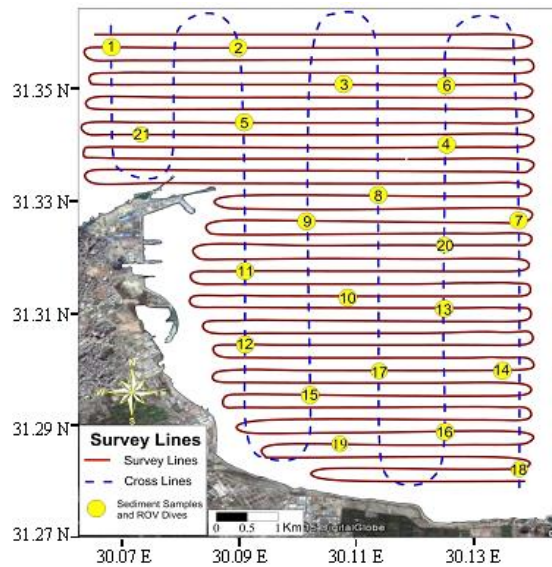 1
2
31.35 N
3
6
5
21
4
31.33 N
8
9
7
20
11
10
31.31 N
13
12
17
14
15
N
W
E
S
31.29 N
16
19
18
Survey Lines
Survey Lines
Cross Lines
Sediment Samples
and ROV Dives
0
0.5
1
Km
DigitalGlobe
31.27 N
30.07 E
30.09 E
30.11 E
30.13 E